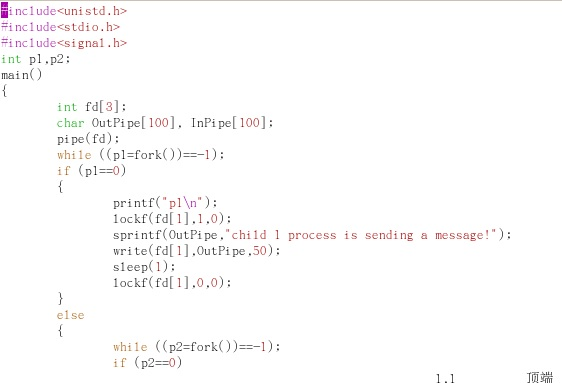 #include<unistd.h>
#include<stdio.h>
#include<signal.h>
int p1,p2;
main()
{
        int fd[3];
        char OutPipe[100], InPipe[100];
        pipe(fd);
        while ((p1=fork())==-1);
        if (p1==0)
        {
                printf("p1\n");
                lockf(fd[1],1,0);
                sprintf(OutPipe,"child 1 process is sending a message!");
                write(fd[1],OutPipe,50);
                sleep(1);
                lockf(fd[1],0,0);
        }
        else
        {
                while ((p2=fork())==-1);
                if (p2==0)
1,1 顶端